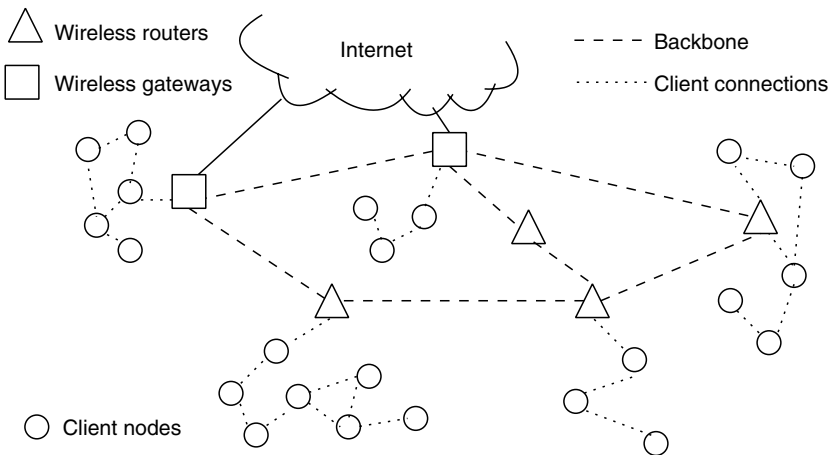 Wireless routers
Internet
Backbone
Wireless gateways
Client connections
Client nodes